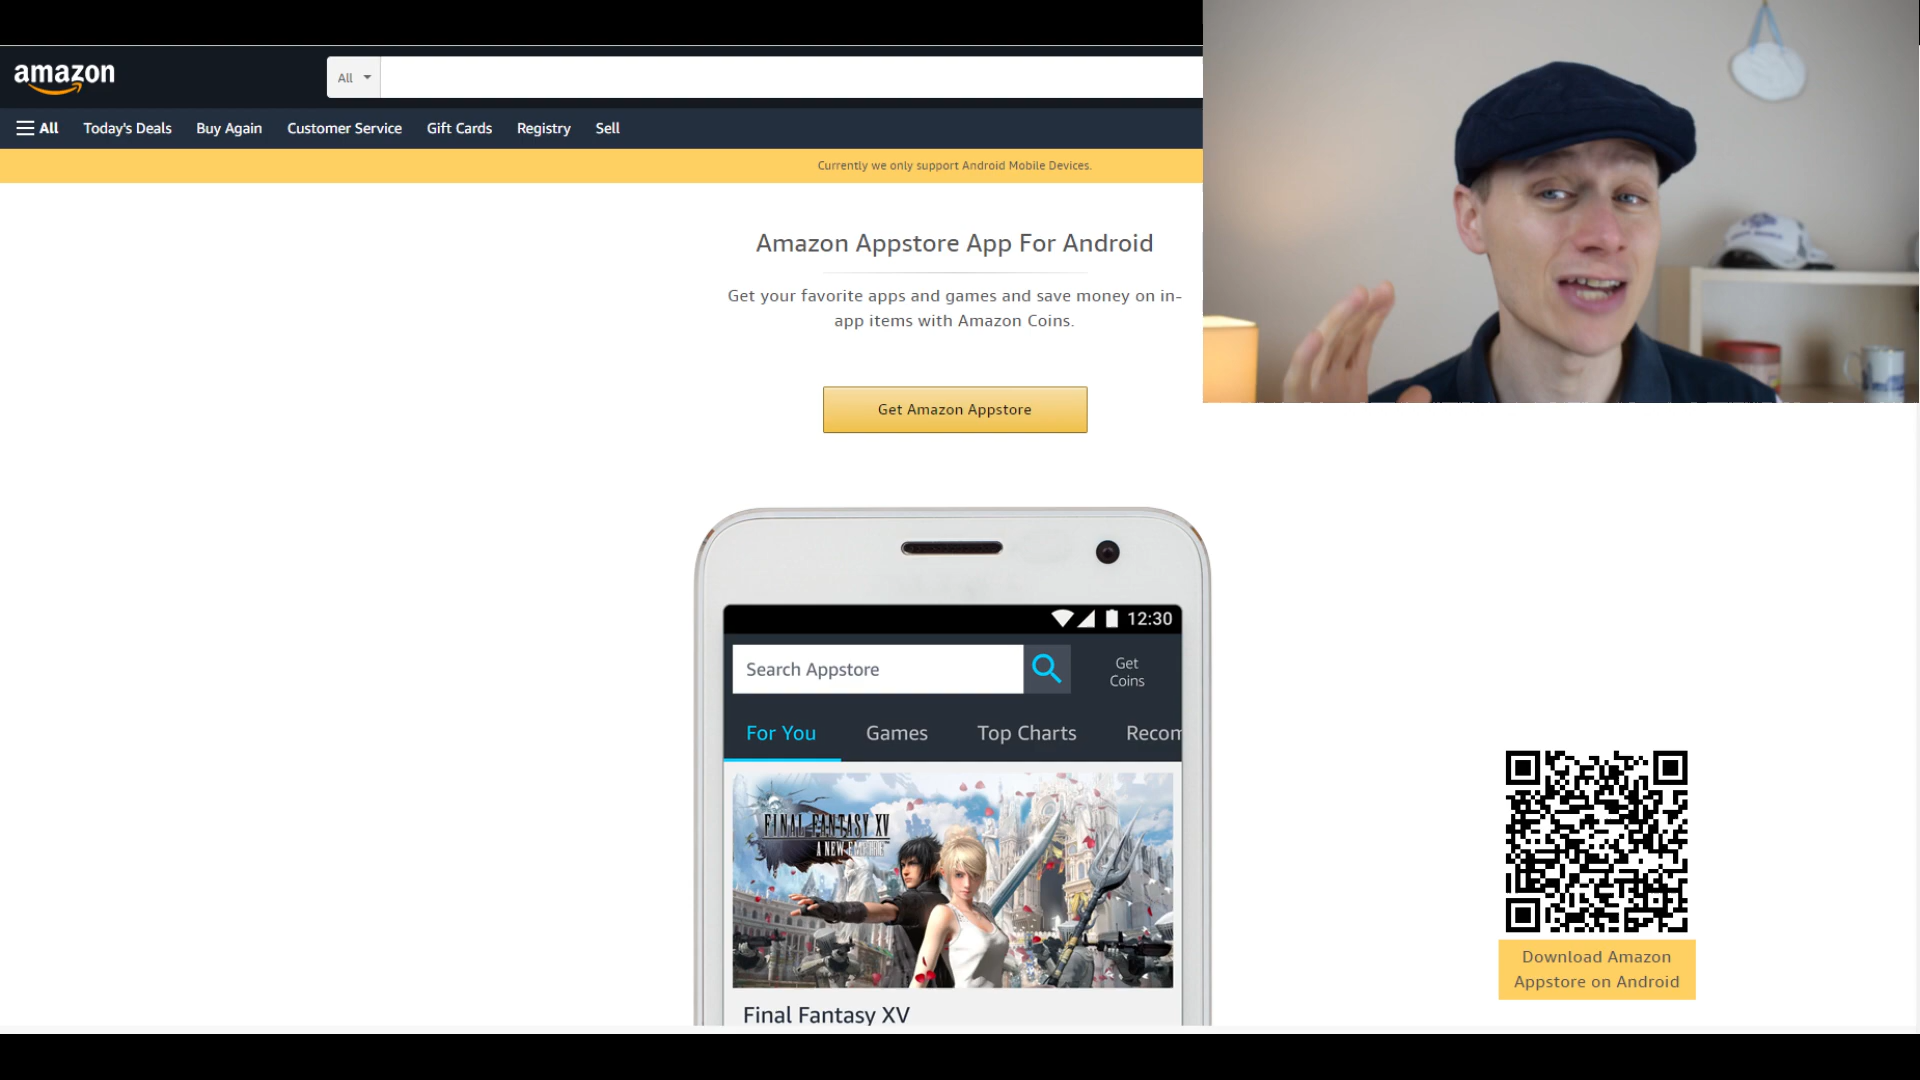 amazon
All
All
Today's Deals
Buy Again
Customer Service
Gift Cards
Registry
Sell
Currently we only support Android Mobile Devices.
Amazon Appstore App For Android
Get your favorite apps and games and save money on in-
app items with Amazon Coins.
Get Amazon Appstore
12:30
Search Appstore
Get
Coins
For You
Games
Top Charts
Recom
FINAL FANTASY XV
A NEW EMPIRE
Final Fantasy XV
Download Amazon
Appstore on Android